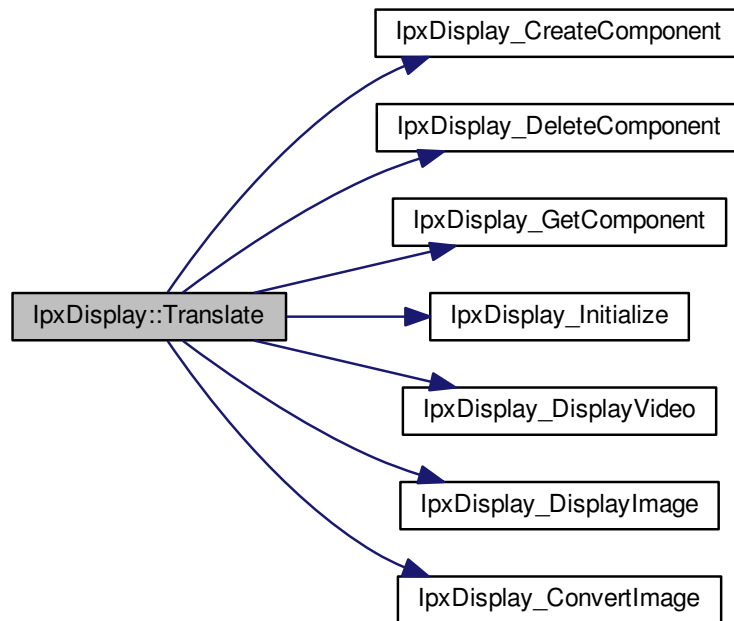 IpxDisplay_CreateComponent
IpxDisplay_DeleteComponent
IpxDisplay_GetComponent
IpxDisplay::Translate
IpxDisplay_Initialize
IpxDisplay_DisplayVideo
IpxDisplay_DisplayImage
IpxDisplay_ConvertImage